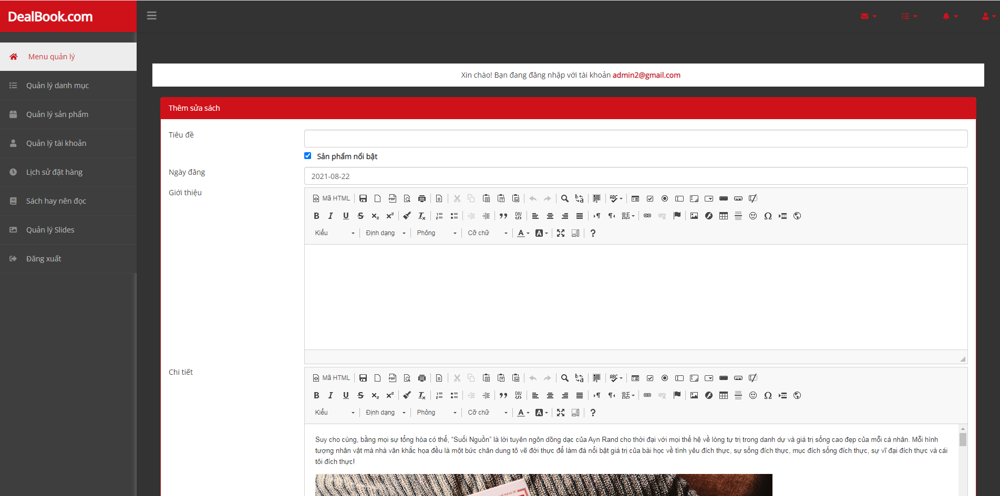 DealBook.com
Menu quản lý
Quản lý danh mục
Quản lý sản phẩm
Quản lý tài khoản
Lịch sử đặt hàng
Sách hay nên đọc
Quản lý Slides
Đăng xuất
Xin chào! Bạn đang đăng nhập với tài khoản admin2@gmail.com
Thêm sửa sách
Tiêu đề
Sản phẩm nổi bật
Ngày đăng
2021-08-22
Giới thiệu
Mã HTML
Kiểu Định dạng Phông Cỡ chữ
Chi tiết
Mã HTML
Kiểu Định dạng Phông Cỡ chữ
Suy cho cùng, bằng mọi sự tổng hòa có thể, “Suối Nguồn” là lời tuyên ngôn dõng dạc của Ayn Rand cho thời đại với mọi thế hệ về lòng tự trị trong danh dự và giá trị sống cao đẹp của mỗi cá nhân. Mỗi hình
tượng nhân vật mà nhà văn khắc họa đều là một bức chân dung tô vẽ đời thực để làm đà nổi bật giá trị của bài học về tình yêu đích thực, sự sống đích thực, mục đích sống đích thực, sự vĩ đại đích thực và cái
tôi đích thực!